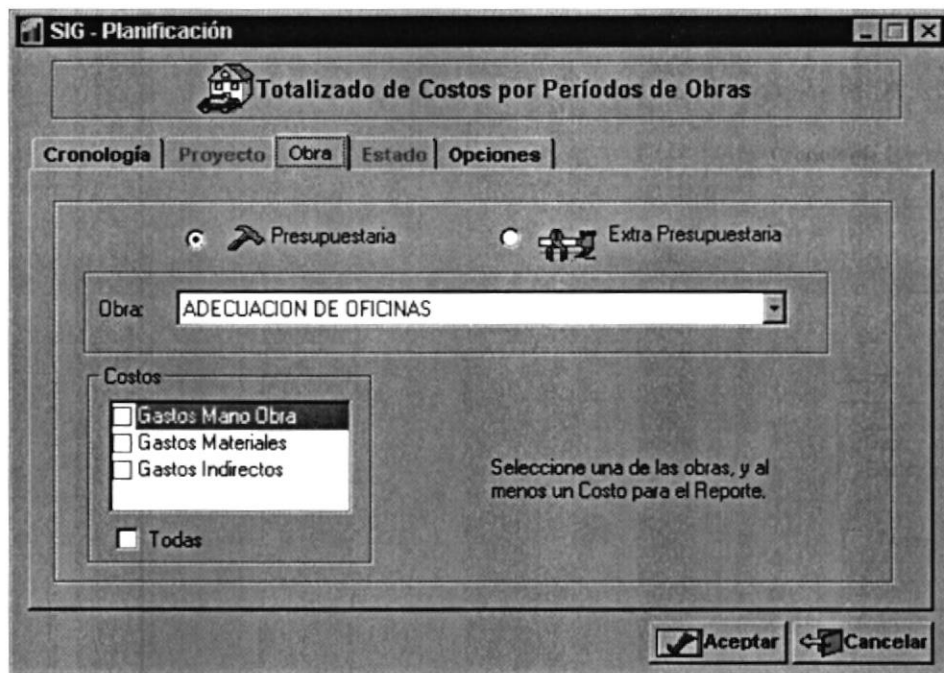 SIG - Planificación
Totalizado de Costos por Períodos de Obras
Cronología Proyecto Obra Estado Opciones
Presupuestaria Extra Presupuestaria
Obra: ADECUACION DE OFICINAS
Costos
Gastos Mano Obra
Gastos Materiales
Gastos Indirectos
Seleccione una de las obras, y al
menos un Costo para el Reporte.
Todas
Aceptar Cancelar